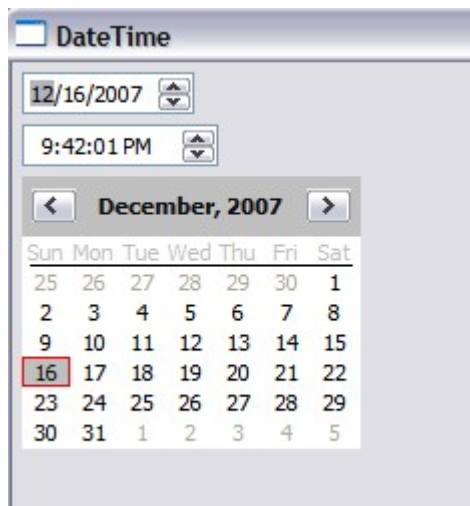 DateTime
12/16/2007
9:42:01 PM
December, 2007
Sun Mon Tue Wed Thu Fri Sat
25 26 27 28 29 30 1
2 3 4 5 6 7 8
9 10 11 12 13 14 15
16 17 18 19 20 21 22
23 24 25 26 27 28 29
30 31 1 2 3 4 5